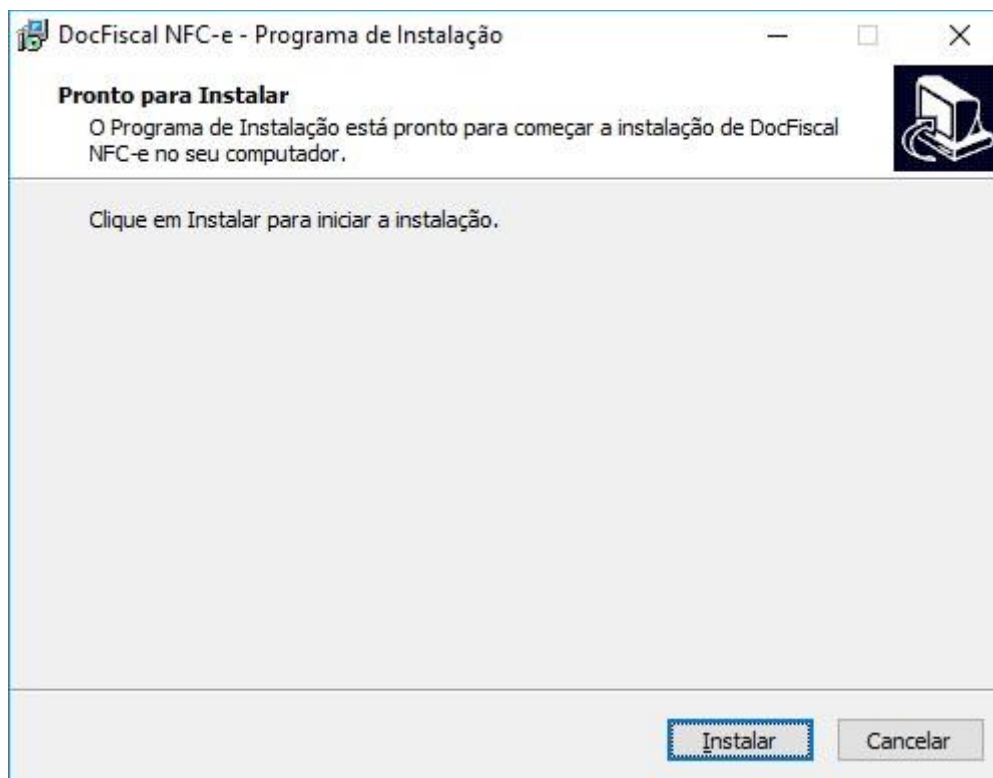 DocFiscal NFC-e - Programa de Instalação
Pronto para Instalar
O Programa de Instalação está pronto para começar a instalação de DocFiscal
NFC-e no seu computador.
Clique em Instalar para iniciar a instalação.
Instalar
Cancelar